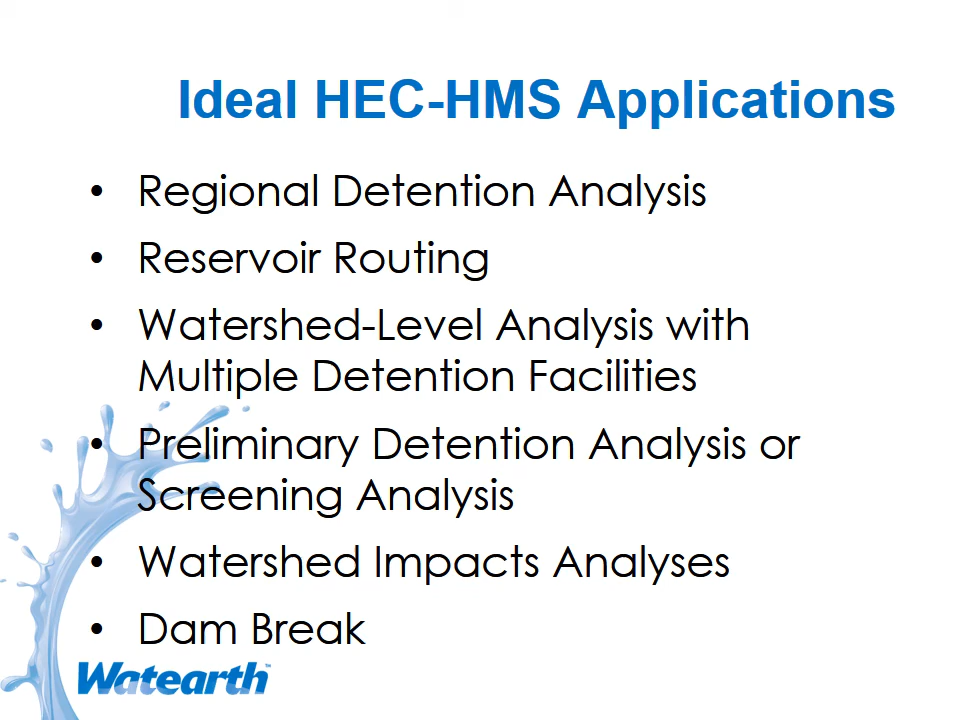 Ideal HEC-HMS Applications
• Regional Detention Analysis
• Reservoir Routing
• Watershed-Level Analysis with
Multiple Detention Facilities
• Preliminary Detention Analysis or
Screening Analysis
• Watershed Impacts Analyses
• Dam Break
Watearth™